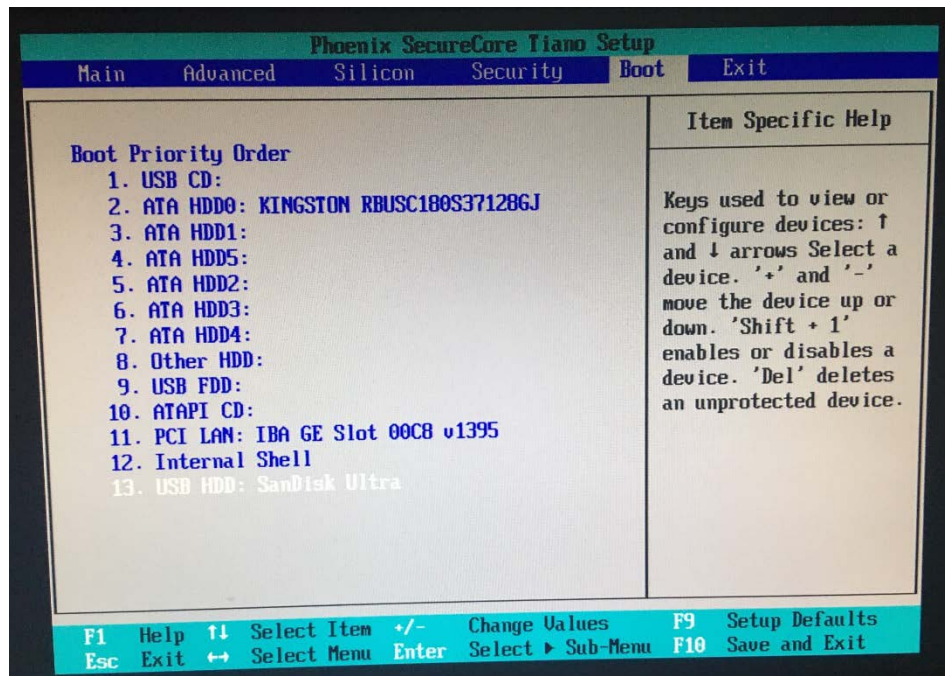 Phoenix SecureCore Tiano Setup
Main Advanced Silicon Security Boot Exit
Item Specific Help
Boot Priority Order
1. USB CD:
2. ATA HDD0: KINGSTON RBUSC180S37128GJ
3. ATA HDD1:
4. ATA HDD5:
5. ATA HDD2:
6. ATA HDD3:
7. ATA HDD4:
8. Other HDD:
9. USB FDD:
10. ATAPI CD:
11. PCI LAN: IBA GE Slot 00C8 v1395
12. Internal Shell
13. USB HDD: SanDisk Ultra
Keys used to view or
configure devices: ↑
and ↓ arrows Select a
device. '+' and '-'
move the device up or
down. 'Shift + 1'
enables or disables a
device. 'Del' deletes
an unprotected device.
F1 Help ↑↓ Select Item +/- Change Values F9 Setup Defaults
Esc Exit ↔ Select Menu Enter Select ▶ Sub-Menu F10 Save and Exit